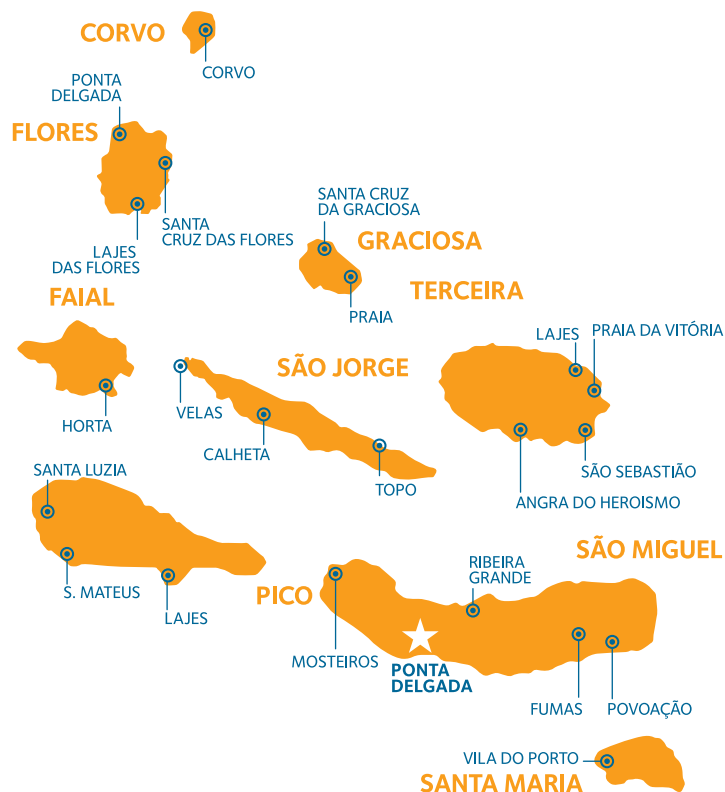 CORVO
CORVO
PONTA
DELGADA
FLORES
SANTA
CRUZ DAS FLORES
LAJES
DAS FLORES
SANTA CRUZ
DA GRACIOSA
GRACIOSA
PRAIA
FAIAL
HORTA
TERCEIRA
LAJES
PRAIA DA VITÓRIA
SÃO SEBASTIÃO
ANGRA DO HEROISMO
SÃO JORGE
VELAS
CALHETA
TOPO
SANTA LUZIA
S. MATEUS
LAJES
PICO
SÃO MIGUEL
RIBEIRA
GRANDE
MOSTEIROS
PONTA
DELGADA
FUMAS
POVOAÇÃO
VILA DO PORTO
SANTA MARIA